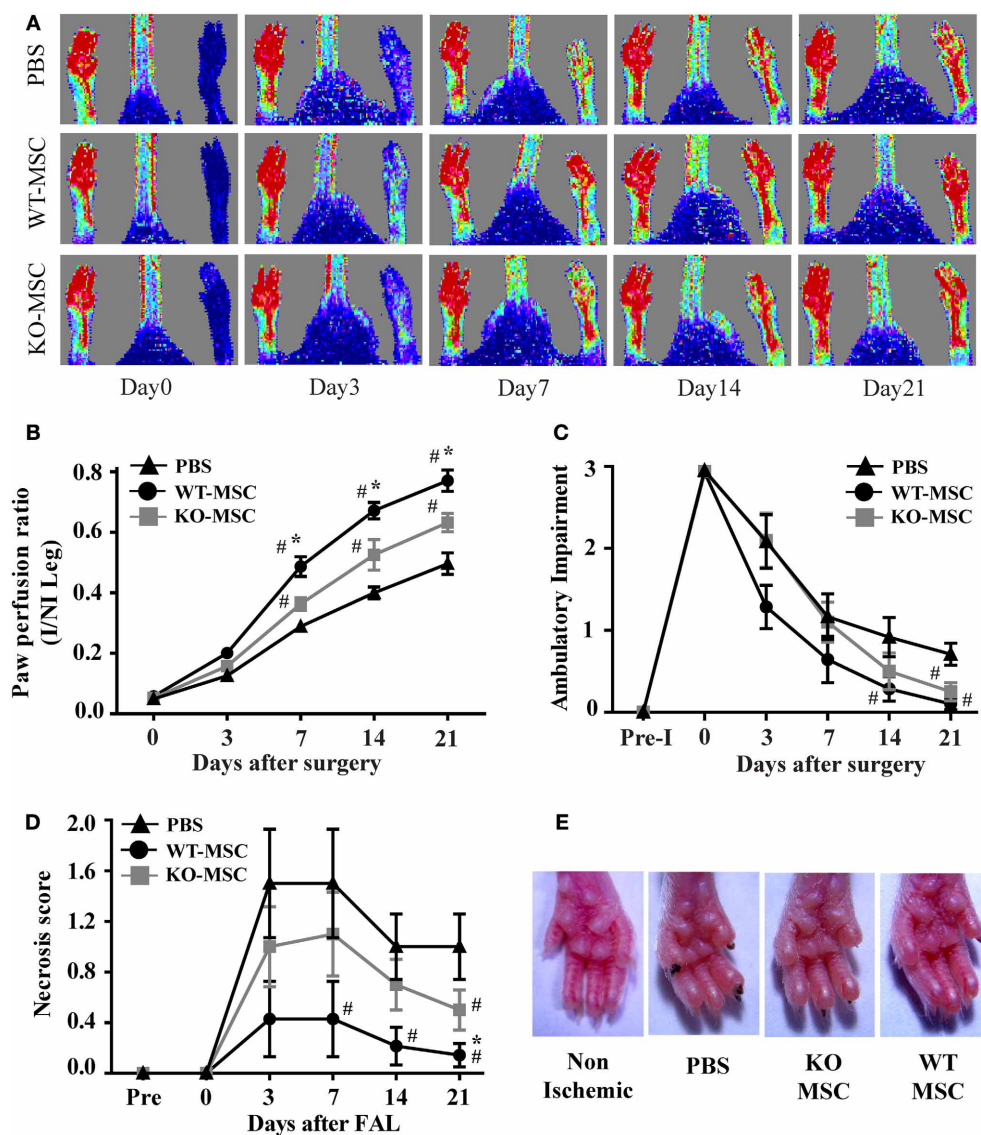 A
PBS
WT-MSC
KO-MSC
Day0 Day3 Day7 Day14 Day21
B
PBS
WT-MSC
KO-MSC
Paw perfusion ratio
(I/NI Leg)
0.8
0.6
0.4
0.2
0.0
# *
# *
# *
#
#
#
0 3 7 14 21
Days after surgery
C
PBS
WT-MSC
KO-MSC
Ambulatory Impairment
3
2
1
0
#
# #
Pre-I 0 3 7 14 21
Days after surgery
D
PBS
WT-MSC
KO-MSC
Necrosis score
2.0
1.6
1.2
0.8
0.4
0.0
#
#
#
*
#
Pre 0 3 7 14 21
Days after FAL
E
Non
Ischemic
PBS
KO
MSC
WT
MSC